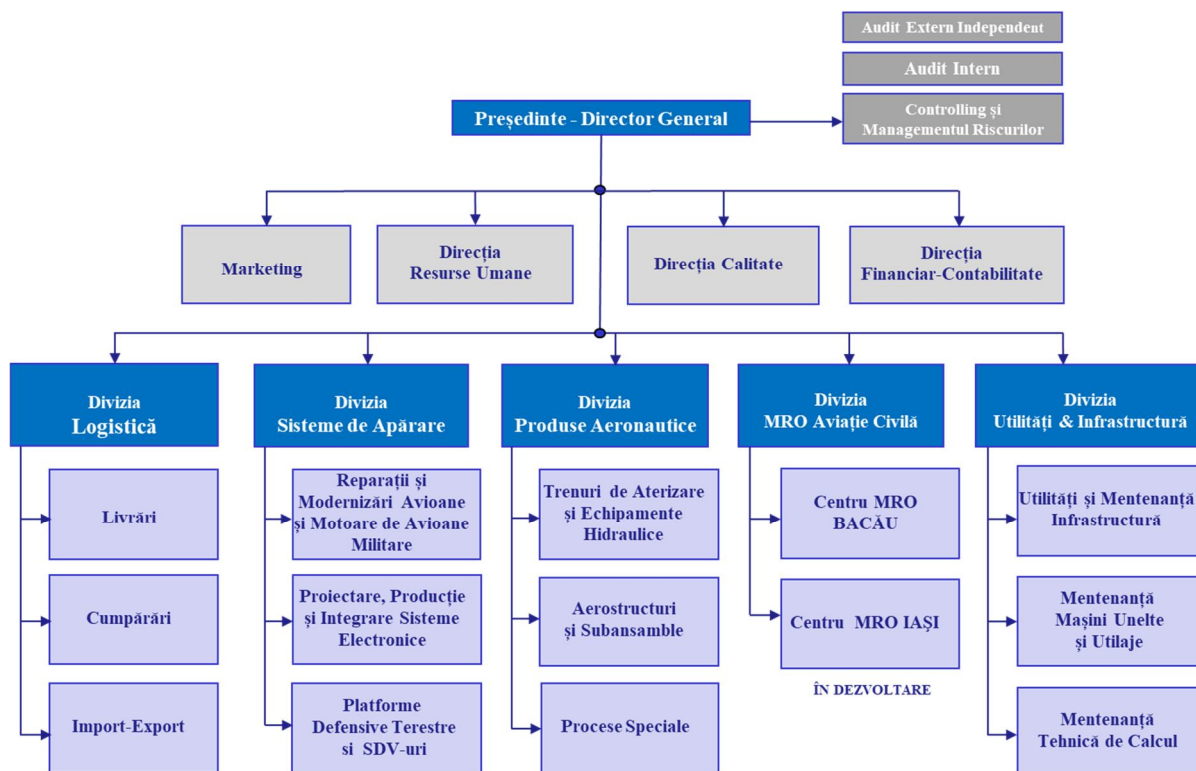 Audit Extern Independent
Audit Intern
Controlling și
Managementul Riscurilor
Președinte - Director General
Marketing
Direcția
Resurse Umane
Direcția Calitate
Direcția
Financiar-Contabilitate
Divizia
Logistică
Divizia
Sisteme de Apărare
Divizia
Produse Aeronautice
Divizia
MRO Aviație Civilă
Divizia
Utilități & Infrastructură
Livrări
Cumpărări
Import-Export
Reparații și
Modernizări Avioane
și Motoare de Avioane
Militare
Proiectare, Producție
și Integrare Sisteme
Electronice
Platforme
Defensive Terestre
si SDV-uri
Trenuri de Aterizare
și Echipamente
Hidraulice
Aerostructuri
și Subansamble
Procese Speciale
Centru MRO
BACĂU
Centru MRO IAȘI
ÎN DEZVOLTARE
Utilități și Mentenanță
Infrastructură
Mentenanță
Mașini Unelte
și Utilaje
Mentenanță
Tehnică de Calcul